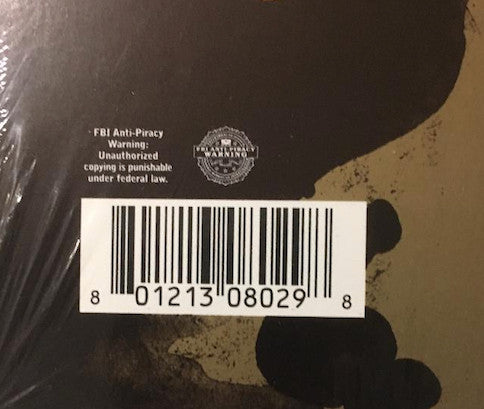 FBI Anti-Piracy
Warning:
Unauthorized
copying is punishable
under federal law.
FBI ANTI-PIRACY
WARNING
8 01213 08029 8